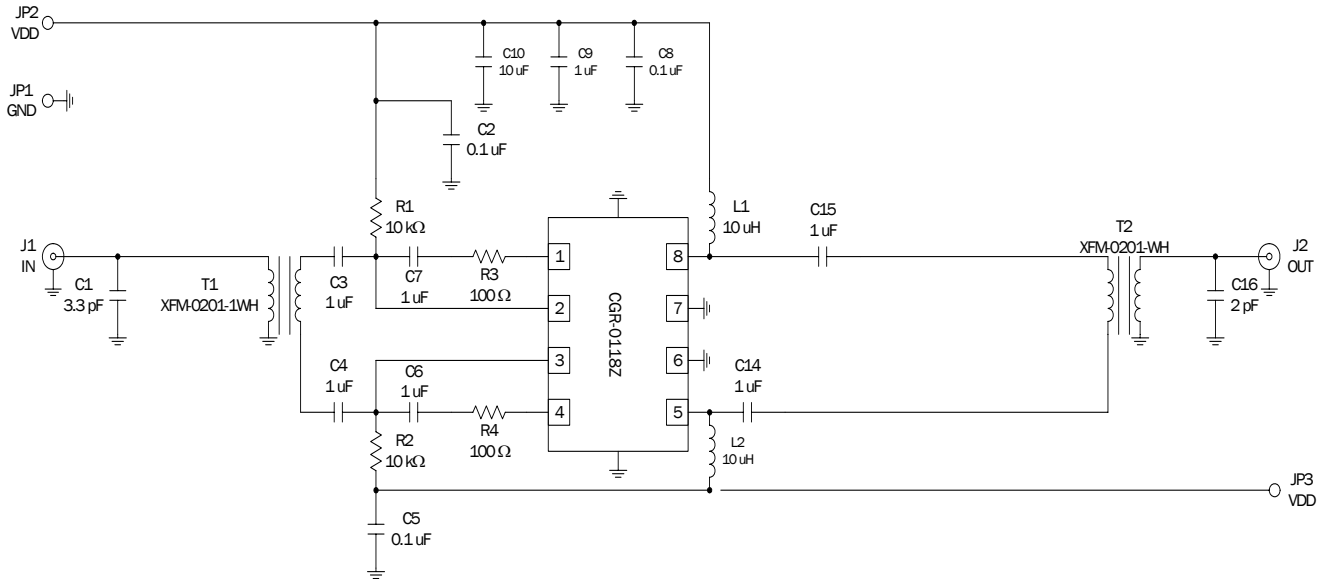 JP2
VDD
C10
10 uF
C9
1 uF
C8
0.1 uF
JP1
GND
C2
0.1 uF
R1
10 kΩ
L1
10 uH
C15
1 uF
T2
XFM-0201-WH
J1
IN
J2
OUT
C1
3.3 pF
T1
XFM-0201-1WH
C3
1 uF
C7
1 uF
R3
100 Ω
1
8
C16
2 pF
2
7
CGR-0118Z
3
6
C4
1 uF
C6
1 uF
C14
1 uF
4
5
R2
10 kΩ
R4
100 Ω
L2
10 uH
JP3
VDD
C5
0.1 uF